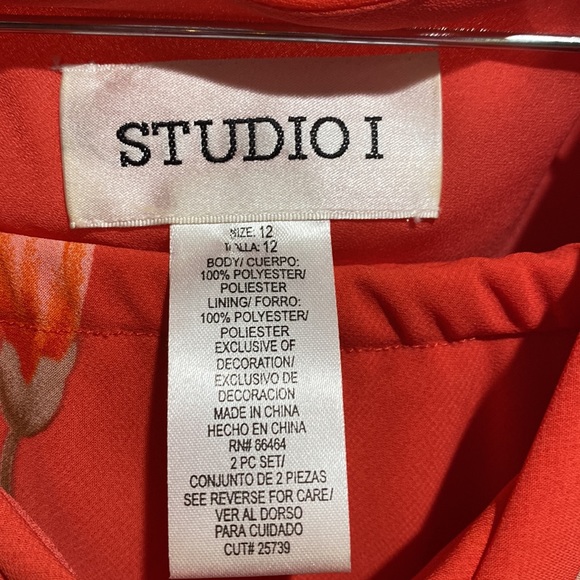 STUDIO I
SIZE: 12
TALLA: 12
BODY/ CUERPO:
100% POLYESTER/
POLIESTER
LINING/ FORRO:
100% POLYESTER/
POLIESTER
EXCLUSIVE OF
DECORATION/
EXCLUSIVO DE
DECORACION
MADE IN CHINA
HECHO EN CHINA
RN# 86464
2 PC SET/
CONJUNTO DE 2 PIEZAS
SEE REVERSE FOR CARE/
VER AL DORSO
PARA CUIDADO
CUT# 25739